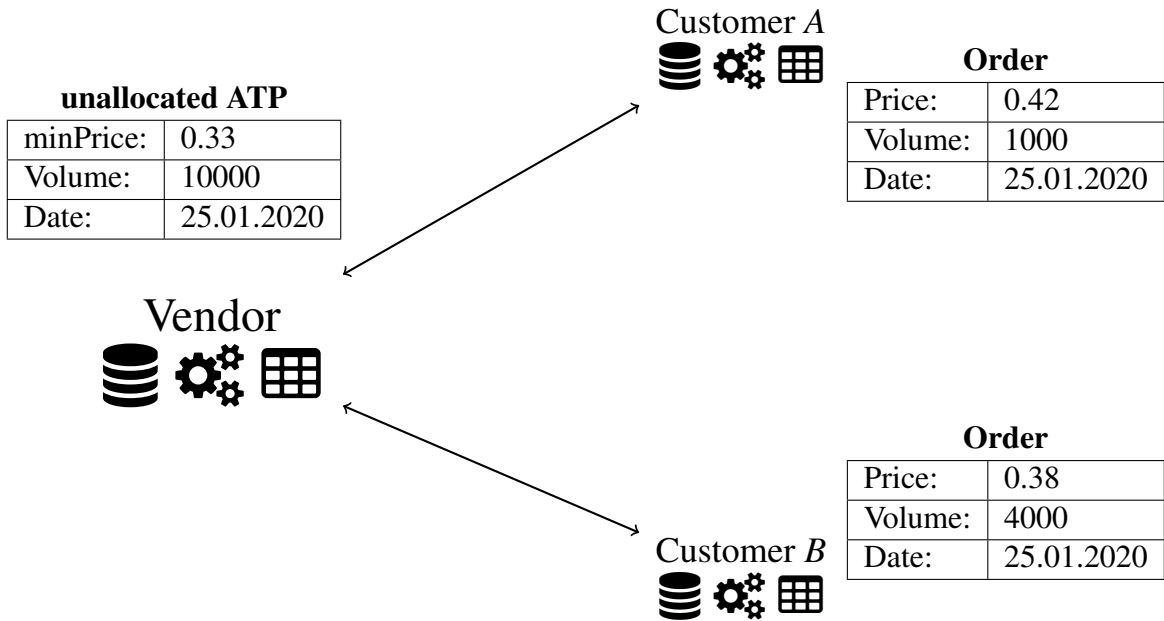 Customer A
Order
Price: 0.42
Volume: 1000
Date: 25.01.2020
unallocated ATP
minPrice: 0.33
Volume: 10000
Date: 25.01.2020
Vendor
Order
Price: 0.38
Volume: 4000
Date: 25.01.2020
Customer B